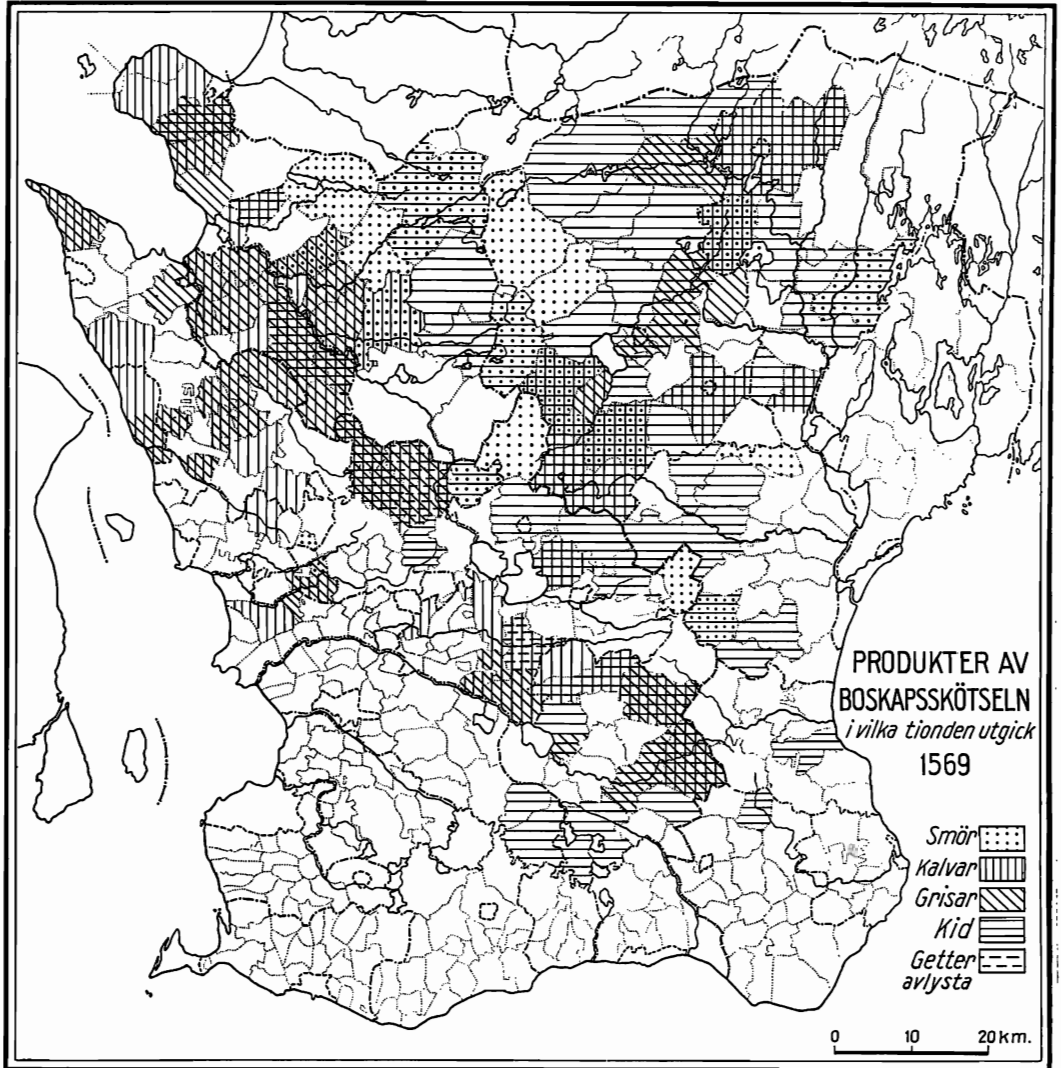 PRODUKTER AV
BOSKAPSSKÖTSELN
i vilka tionden utgick
1569
Smör
Kalvar
Grisar
Kid
Getter
avlysta
0 10 20 km.